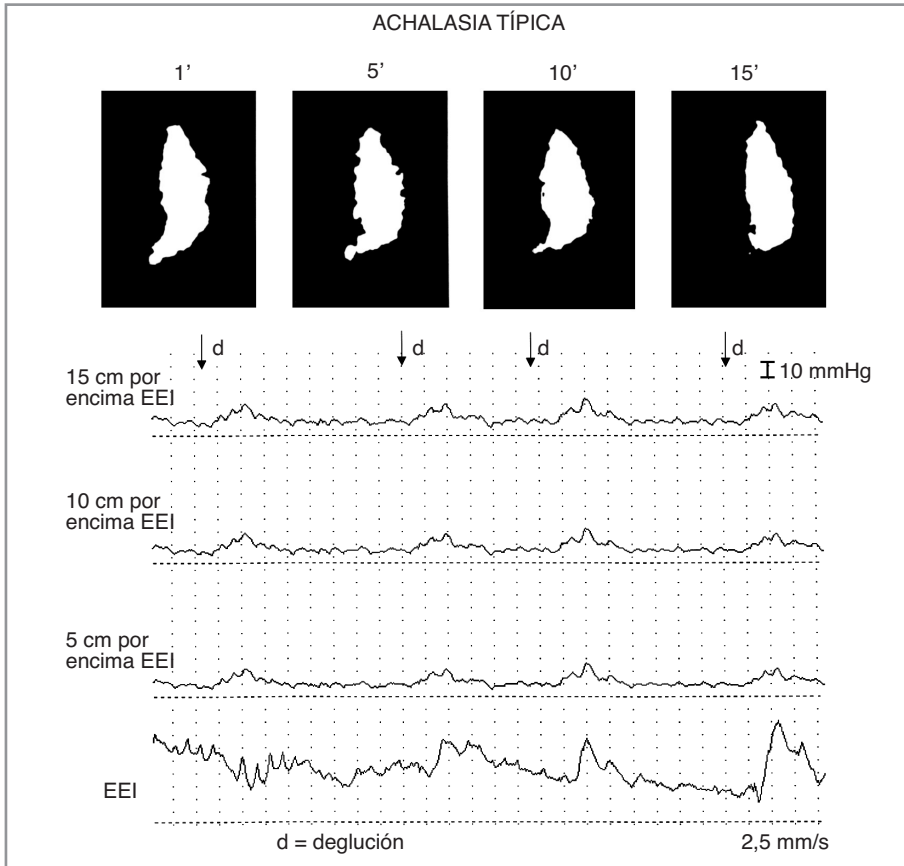 ACHALASIA TÍPICA
1’ 5’ 10’ 15’
d d d d
10 mmHg
15 cm por
encima EEI
10 cm por
encima EEI
5 cm por
encima EEI
EEI
d = deglución 2,5 mm/s